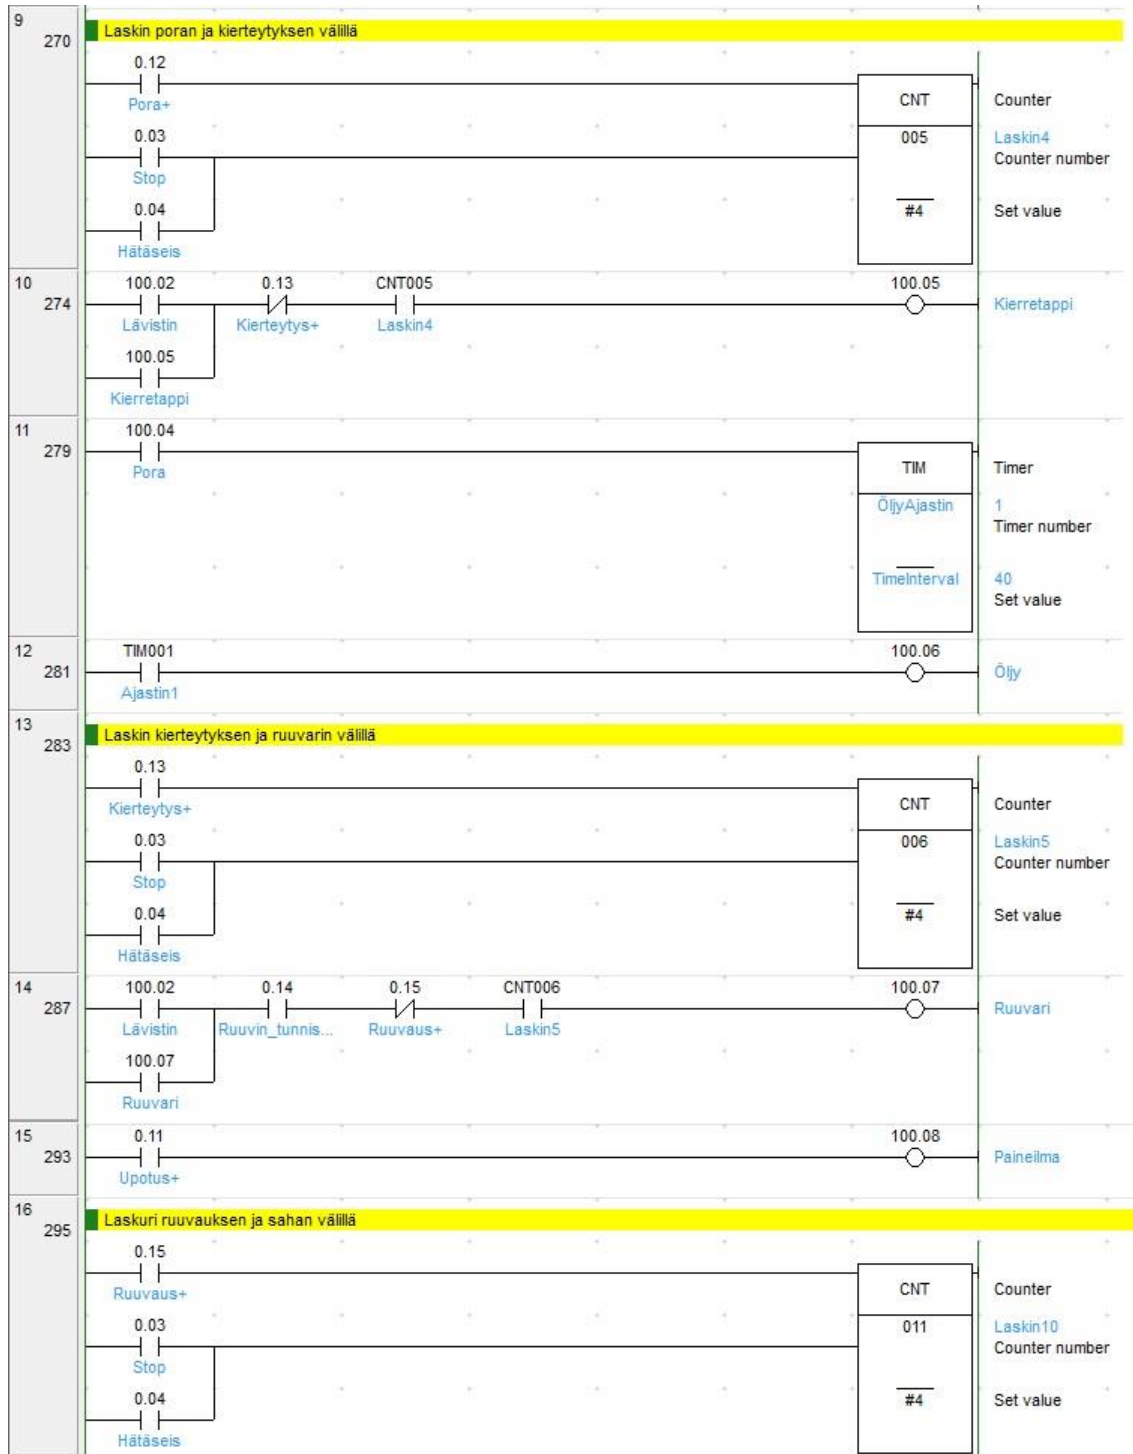 9
270
Laskin poran ja kierteytyksen välillä
0.12
Pora+
CNT
Counter
0.03
005
Laskin4
Stop
Counter number
0.04
#4
Set value
Hätäseis
10
274
100.02
0.13
CNT005
100.05
Lävistin
Kierteytys+
Laskin4
Kierretappi
100.05
Kierretappi
11
279
100.04
Pora
TIM
Timer
ÖljyAjastin
1
Timer number
TimeInterval
40
Set value
12
281
TIM001
100.06
Ajastin1
Öljy
13
283
Laskin kierteytyksen ja ruuvarin välillä
0.13
Kierteytys+
CNT
Counter
0.03
006
Laskin5
Stop
Counter number
0.04
#4
Set value
Hätäseis
14
287
100.02
0.14
0.15
CNT006
100.07
Lävistin
Ruuvin_tunnis...
Ruuvaus+
Laskin5
Ruuvari
100.07
Ruuvari
15
293
0.11
100.08
Upotus+
Paineilma
16
295
Laskuri ruuvauksen ja sahan välillä
0.15
Ruuvaus+
CNT
Counter
0.03
011
Laskin10
Stop
Counter number
0.04
#4
Set value
Hätäseis